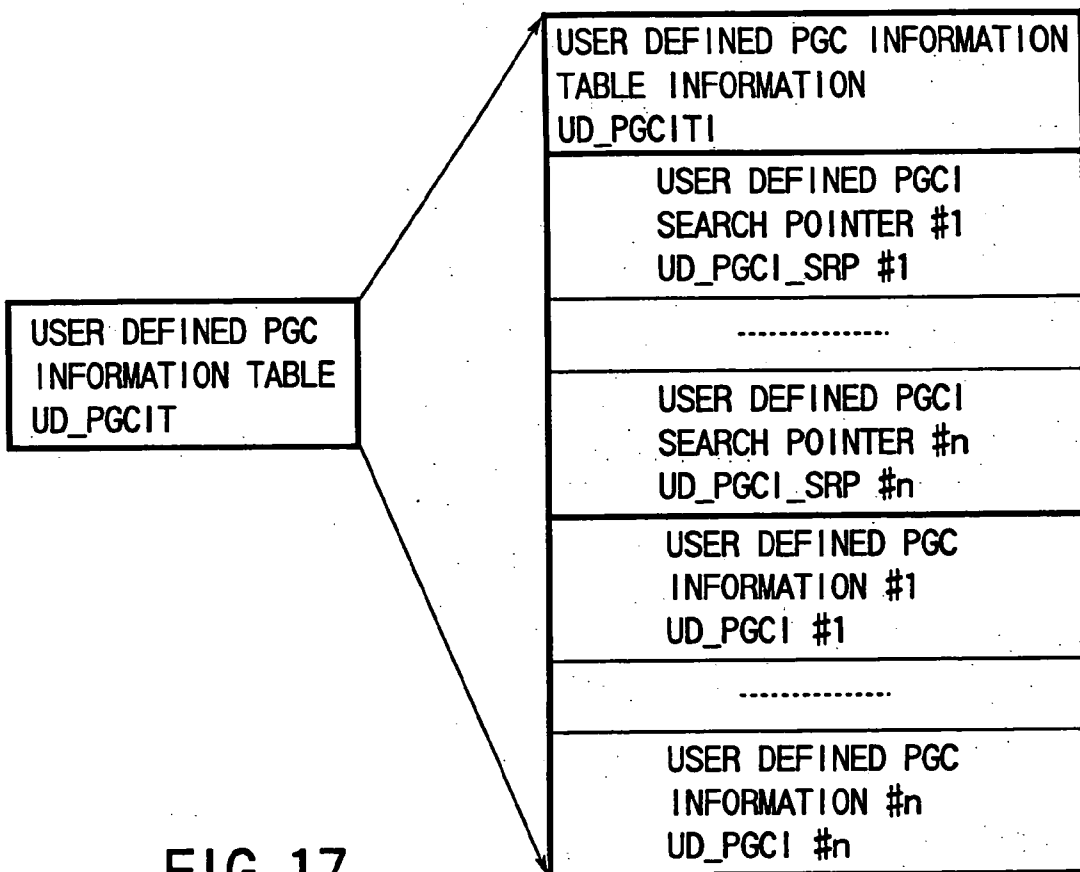 USER DEFINED PGC INFORMATION
TABLE INFORMATION
UD_PGCITI
USER DEFINED PGCI
SEARCH POINTER #1
UD_PGCI_SRP #1
USER DEFINED PGC
INFORMATION TABLE
UD_PGCIT
USER DEFINED PGCI
SEARCH POINTER #n
UD_PGCI_SRP #n
USER DEFINED PGC
INFORMATION #1
UD_PGCI #1
USER DEFINED PGC
INFORMATION #n
UD_PGCI #n
FIG. 17